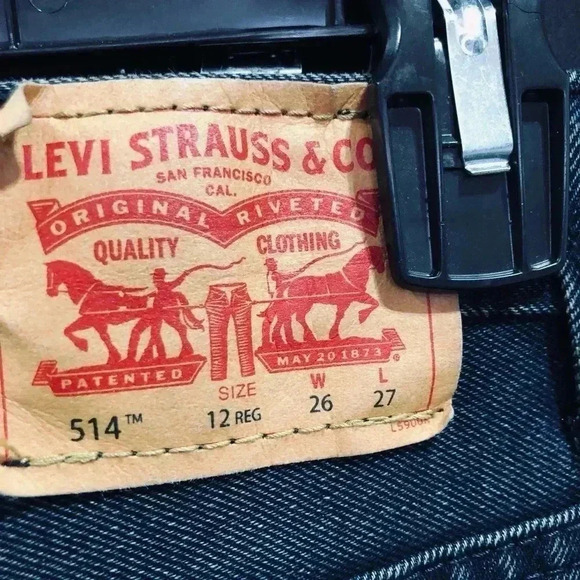 LEVI STRAUSS & CO
SAN FRANCISCO
CAL.
ORIGINAL RIVETED
QUALITY CLOTHING
PATENTED MAY 20 1873 ®
SIZE W L
514™ 12 REG 26 27